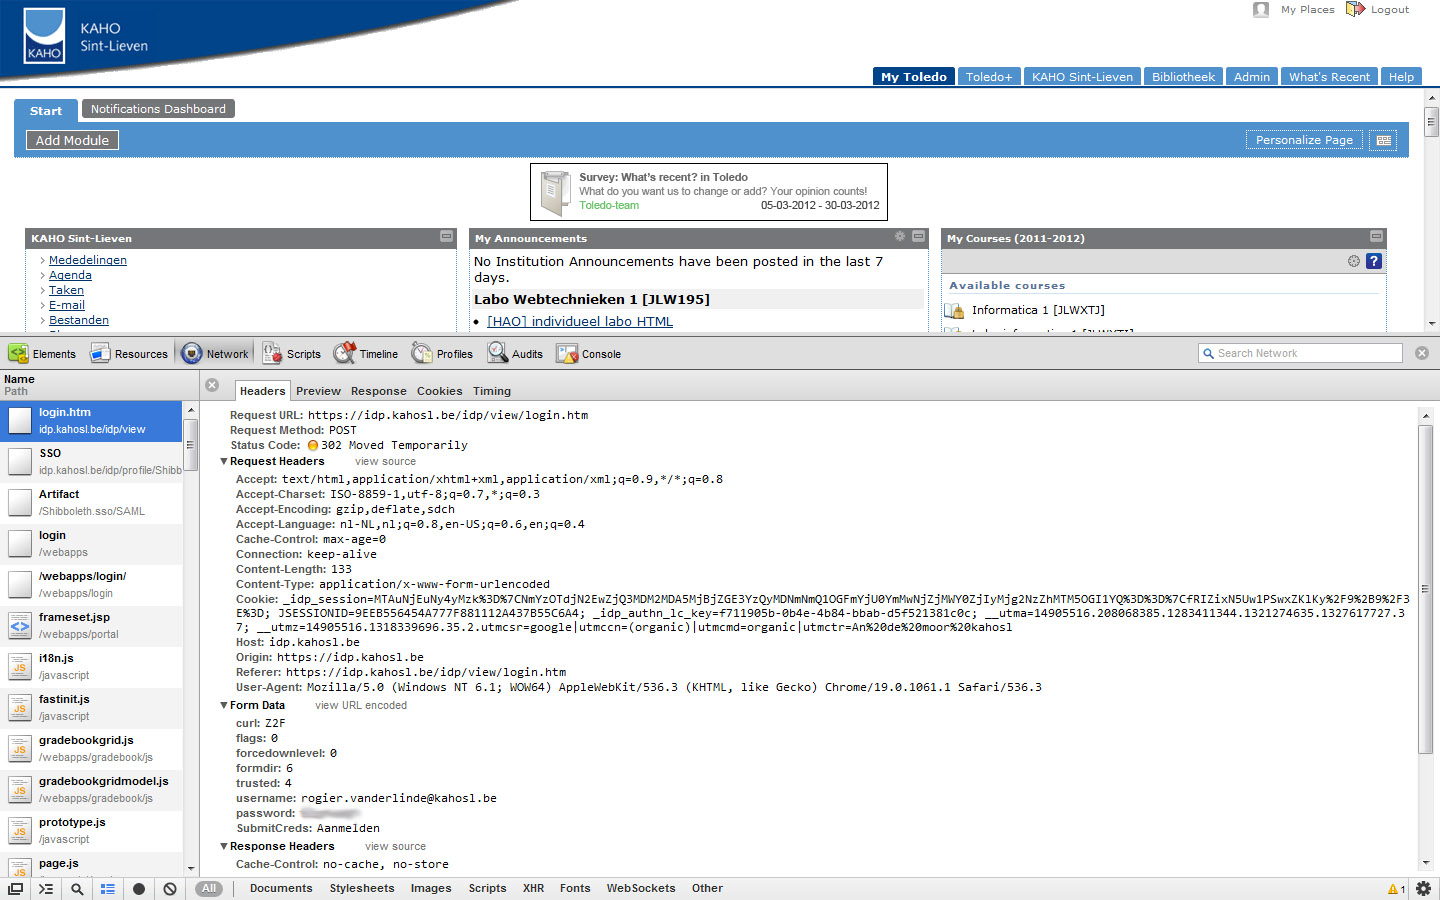 KAHO
Sint-Lieven
KAHO
My Places Logout
My Toledo Toledo+ KAHO Sint-Lieven Bibliotheek Admin What's Recent Help
Start Notifications Dashboard
Add Module Personalize Page
Survey: What's recent? in Toledo
What do you want us to change or add? Your opinion counts!
Toledo-team 05-03-2012 - 30-03-2012
KAHO Sint-Lieven
Mededelingen
Agenda
Taken
E-mail
Bestanden
My Announcements
No Institution Announcements have been posted in the last 7
days.
Labo Webtechnieken 1 [JLW195]
• [HAO] individueel labo HTML
My Courses (2011-2012)
?
Available courses
Informatica 1 [JLWXTJ]
Elements Resources Network Scripts Timeline Profiles Audits Console Search Network
Name
Path
login.htm
idp.kahosl.be/idp/view
SSO
idp.kahosl.be/idp/profile/Shibb
Artifact
/Shibboleth.sso/SAML
login
/webapps
/webapps/login/
/webapps/login
frameset.jsp
/webapps/portal
i18n.js
/javascript
fastinit.js
/javascript
gradebookgrid.js
/webapps/gradebook/js
gradebookgridmodel.js
/webapps/gradebook/js
prototype.js
/javascript
page.js
Headers Preview Response Cookies Timing
Request URL: https://idp.kahosl.be/idp/view/login.htm
Request Method: POST
Status Code: 302 Moved Temporarily
Request Headers view source
Accept: text/html,application/xhtml+xml,application/xml;q=0.9,*/*;q=0.8
Accept-Charset: ISO-8859-1,utf-8;q=0.7,*;q=0.3
Accept-Encoding: gzip,deflate,sdch
Accept-Language: nl-NL,nl;q=0.8,en-US;q=0.6,en;q=0.4
Cache-Control: max-age=0
Connection: keep-alive
Content-Length: 133
Content-Type: application/x-www-form-urlencoded
Cookie: _idp_session=MTAuNjEuNy4yMzk%3D%7CNmYzOTdjN2EwZjQ3MDM2MDA5MjBjZGE3YzQyMDNmNmQ1OGFmYjU0YmMwNjZjMWY0ZjIyMjg2NzZhMTM5OGI1YQ%3D%3D%7CfRIZixN5Uw1PSwxZKlKy%2F9%2B9%2F3
E%3D; JSESSIONID=9EEB556454A777F881112A437B55C6A4; _idp_authn_lc_key=f711905b-0b4e-4b84-bbab-d5f521381c0c; __utma=14905516.208068385.1283411344.1321274635.1327617727.3
7; __utmz=14905516.1318339696.35.2.utmcsr=google|utmccn=(organic)|utmcmd=organic|utmctr=An%20de%20moor%20kahosl
Host: idp.kahosl.be
Origin: https://idp.kahosl.be
Referer: https://idp.kahosl.be/idp/view/login.htm
User-Agent: Mozilla/5.0 (Windows NT 6.1; WOW64) AppleWebKit/536.3 (KHTML, like Gecko) Chrome/19.0.1061.1 Safari/536.3
Form Data view URL encoded
curl: Z2F
flags: 0
forcedownlevel: 0
formdir: 6
trusted: 4
username: rogier.vanderlinde@kahosl.be
password:
SubmitCreds: Aanmelden
Response Headers view source
Cache-Control: no-cache, no-store
All Documents Stylesheets Images Scripts XHR Fonts WebSockets Other 1